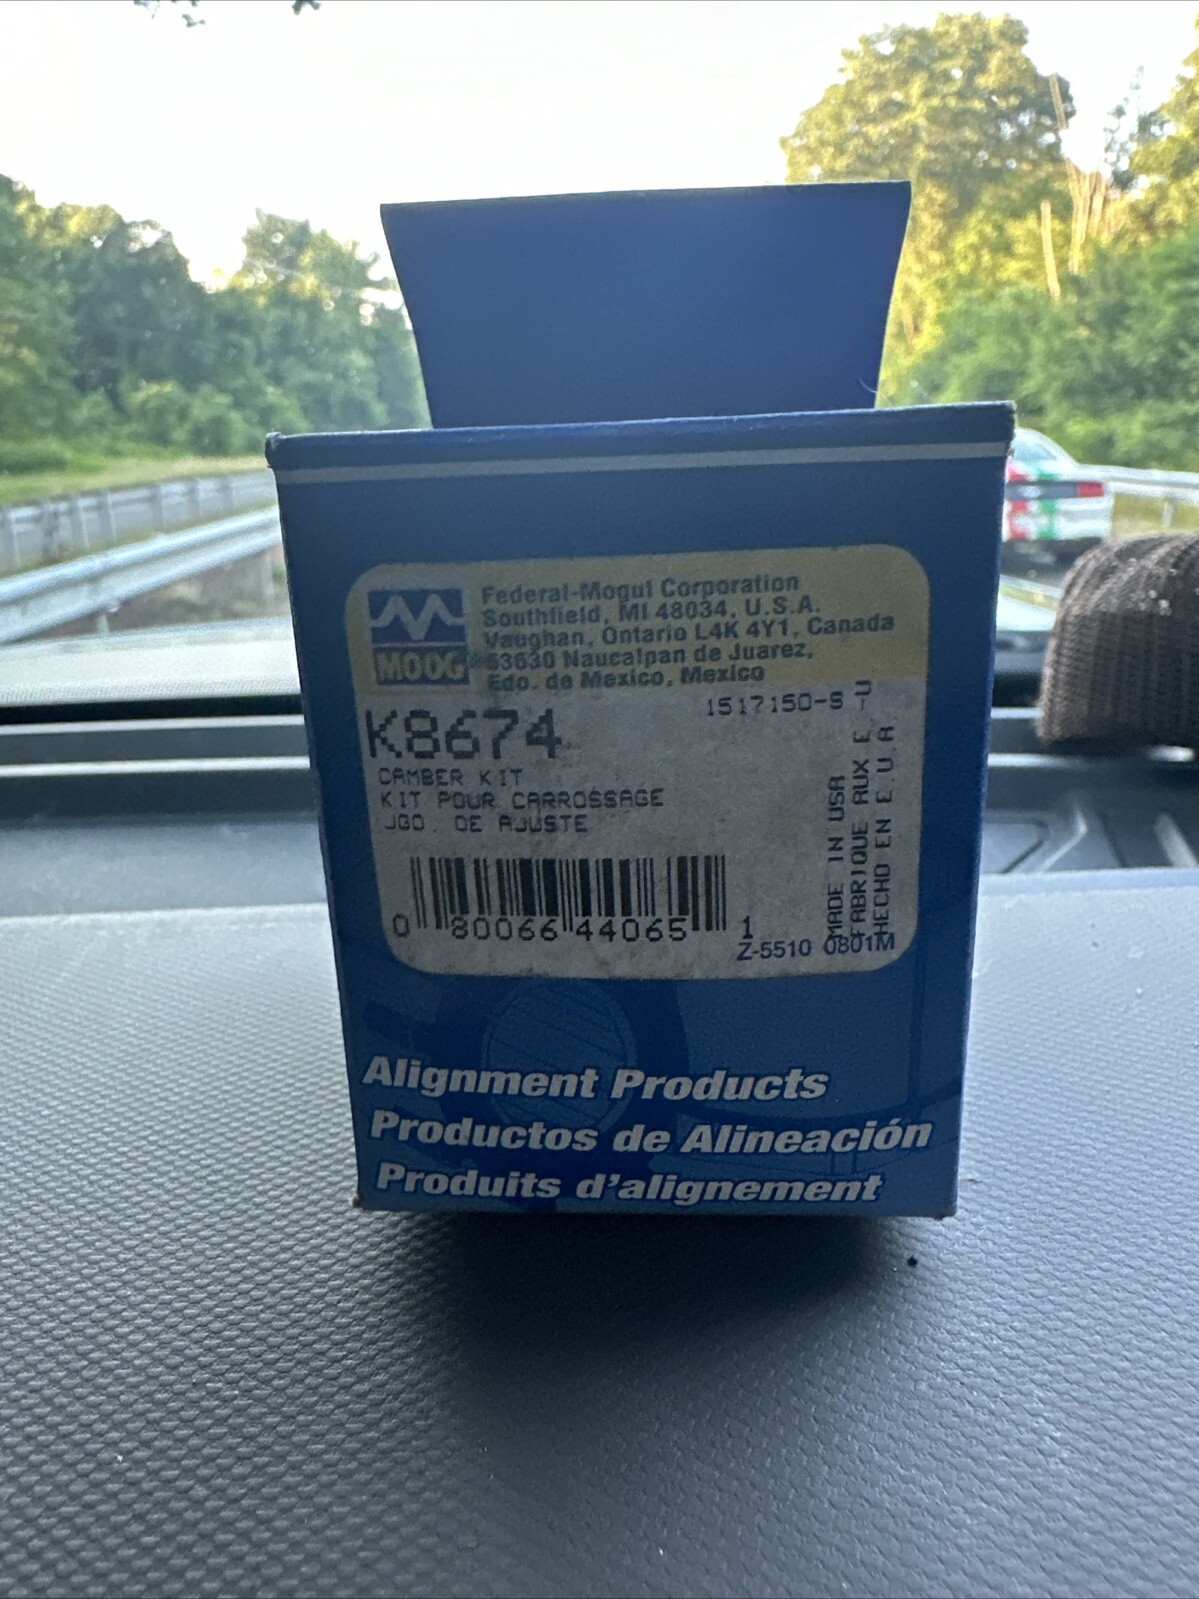 Federal-Mogul Corporation
Southfield, MI 48034, U.S.A.
Vaughan, Ontario L4K 4Y1, Canada
53630 Naucalpan de Juarez,
Edo. de Mexico, Mexico
MOOG
K8674
1517150-S
CAMBER KIT
KIT POUR CARROSSAGE
JGO. DE AJUSTE
MADE IN USA
FABRIQUE AUX E.-U
HECHO EN E.U.A
0 80066 44065 1
Z-5510 0801M
Alignment Products
Productos de Alineación
Produits d'alignement